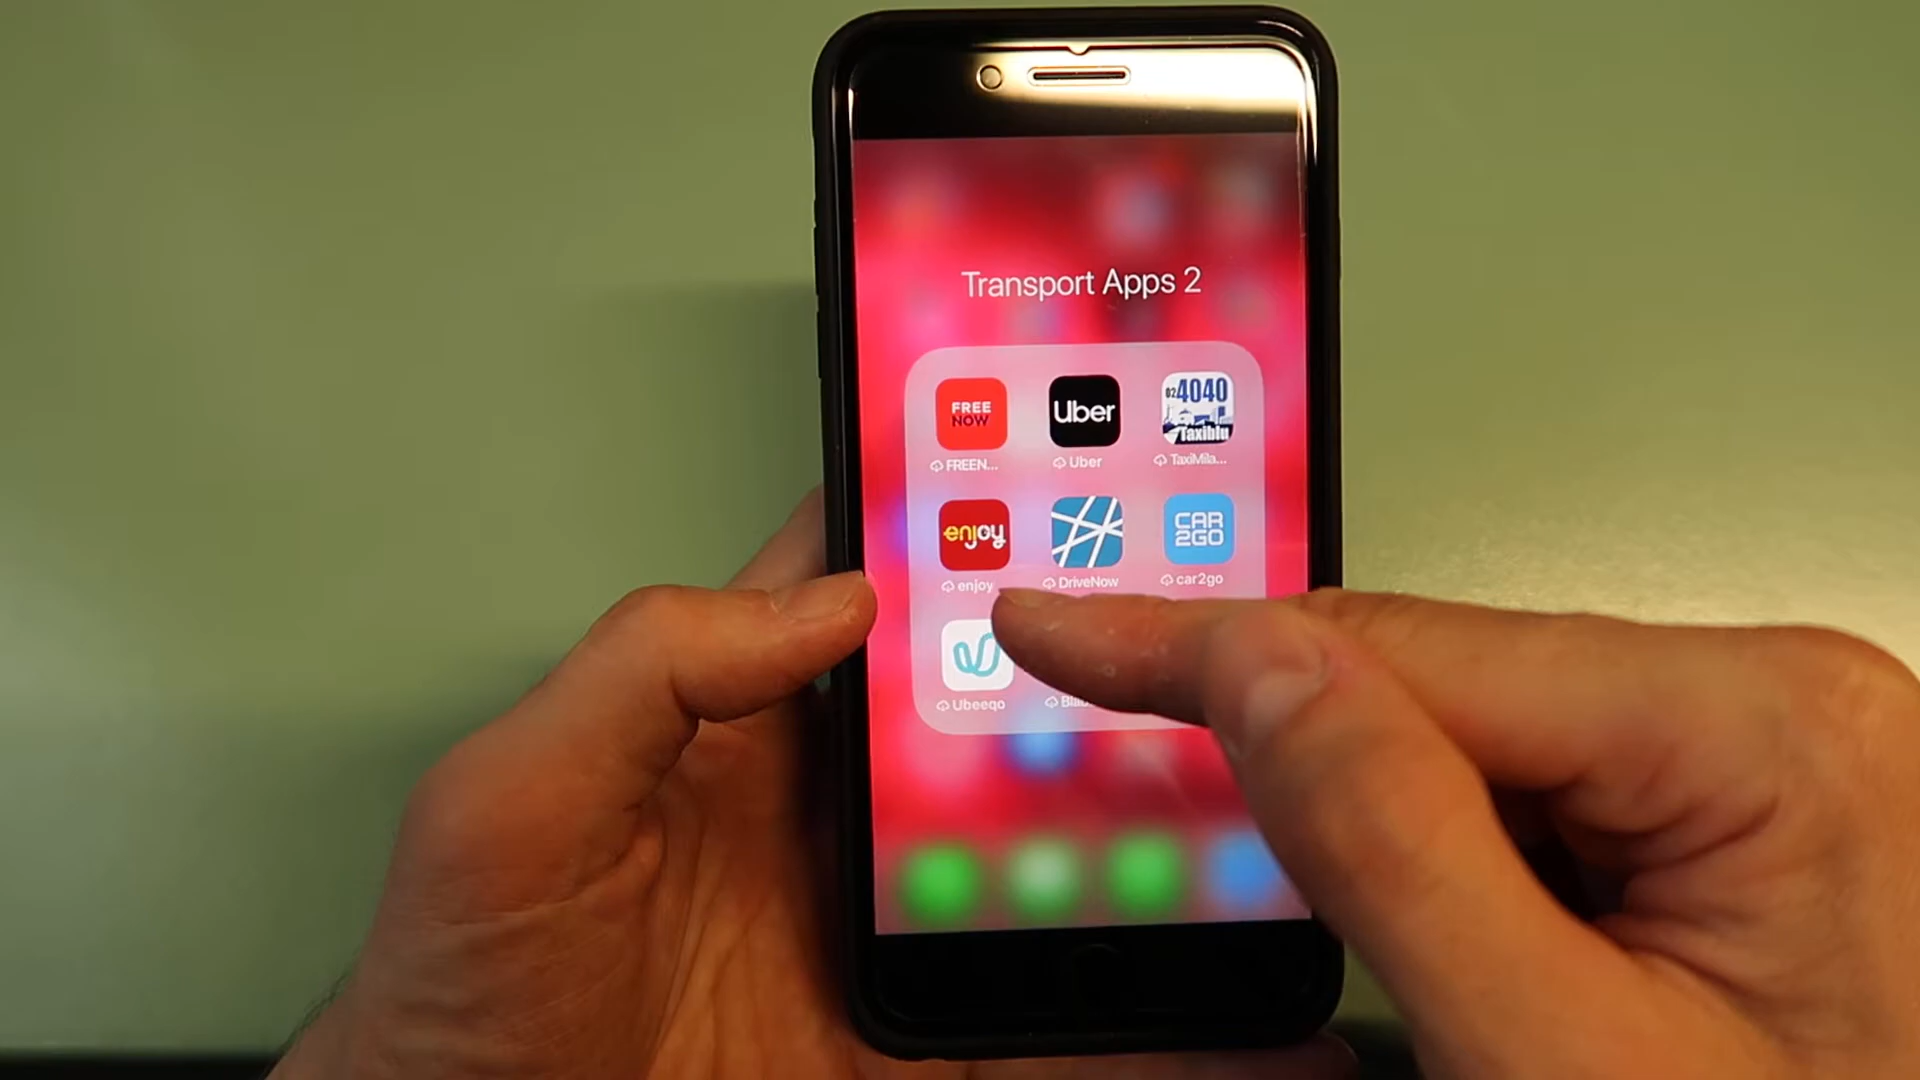 Transport Apps 2
FREE
NOW
Uber
024040
Taxiblu
FREEN...
Uber
TaxiMila...
enjoy
CAR
2GO
enjoy
DriveNow
car2go
Ubeeqo